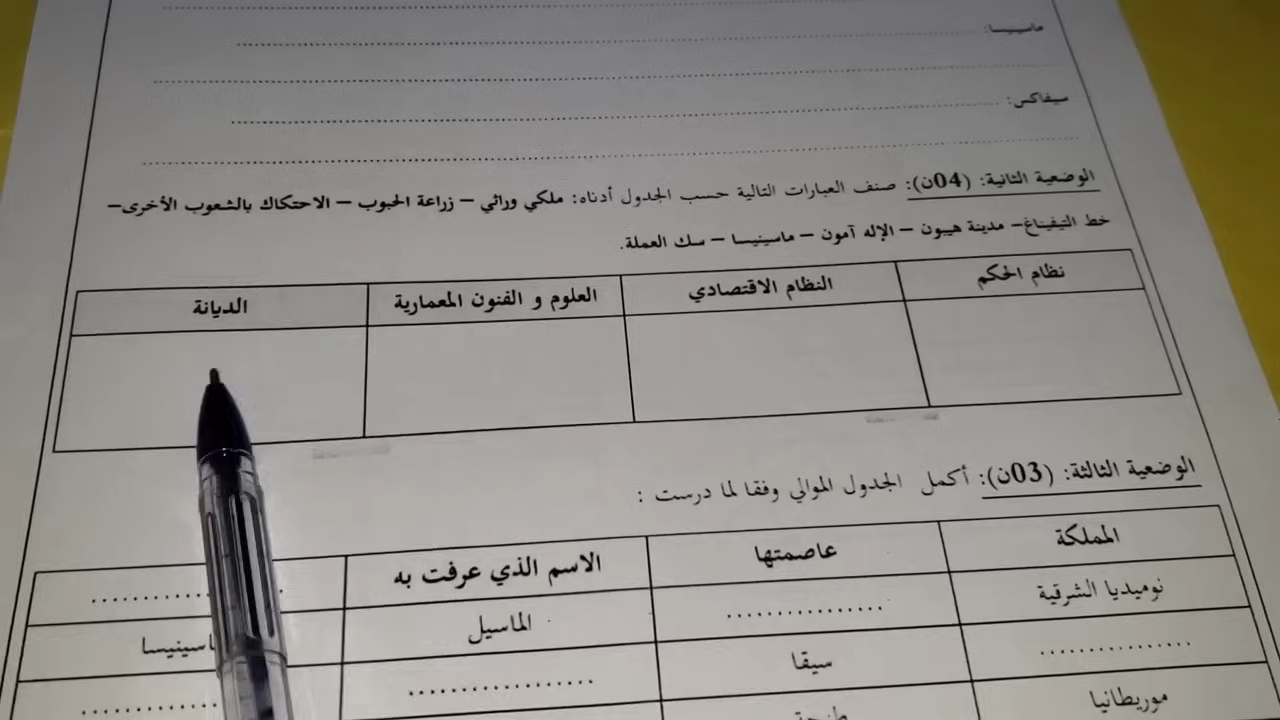 ماسينيسا:
سيفاكس:
الوضعية الثانية: (04ن): صنف العبارات التالية حسب الجدول أدناه: ملكي وراثي – زراعة الحبوب – الاحتكاك بالشعوب الأخرى–
خط التيفيناغ– مدينة هيبون – الإله آمون – ماسينيسا – سك العملة.
نظام الحكم النظام الاقتصادي العلوم و الفنون المعمارية الديانة
الوضعية الثالثة: (03ن): أكمل الجدول الموالي وفقا لما درست :
المملكة عاصمتها الاسم الذي عرفت به ................
نوميديا الشرقية ................ الماسيل ماسينيسا
................ سيقا ................... ................
موريطانيا طنجة